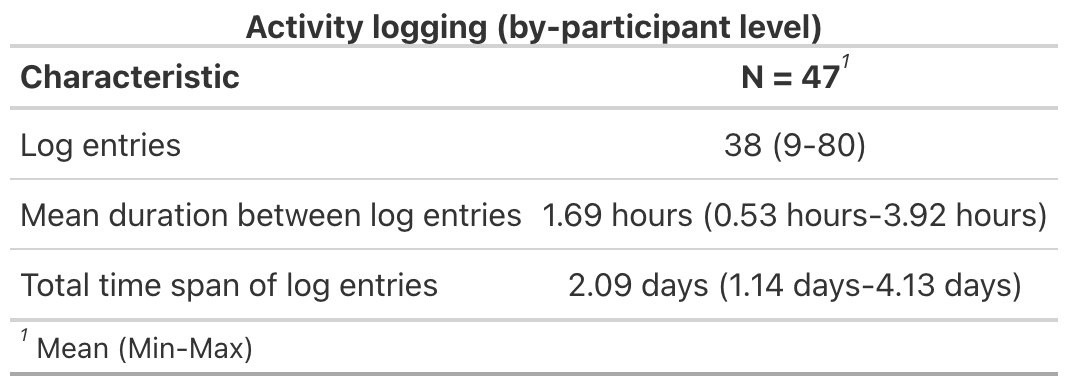 Activity logging (by-participant level)
Characteristic N = 47¹
Log entries 38 (9-80)
Mean duration between log entries 1.69 hours (0.53 hours-3.92 hours)
Total time span of log entries 2.09 days (1.14 days-4.13 days)
¹ Mean (Min-Max)